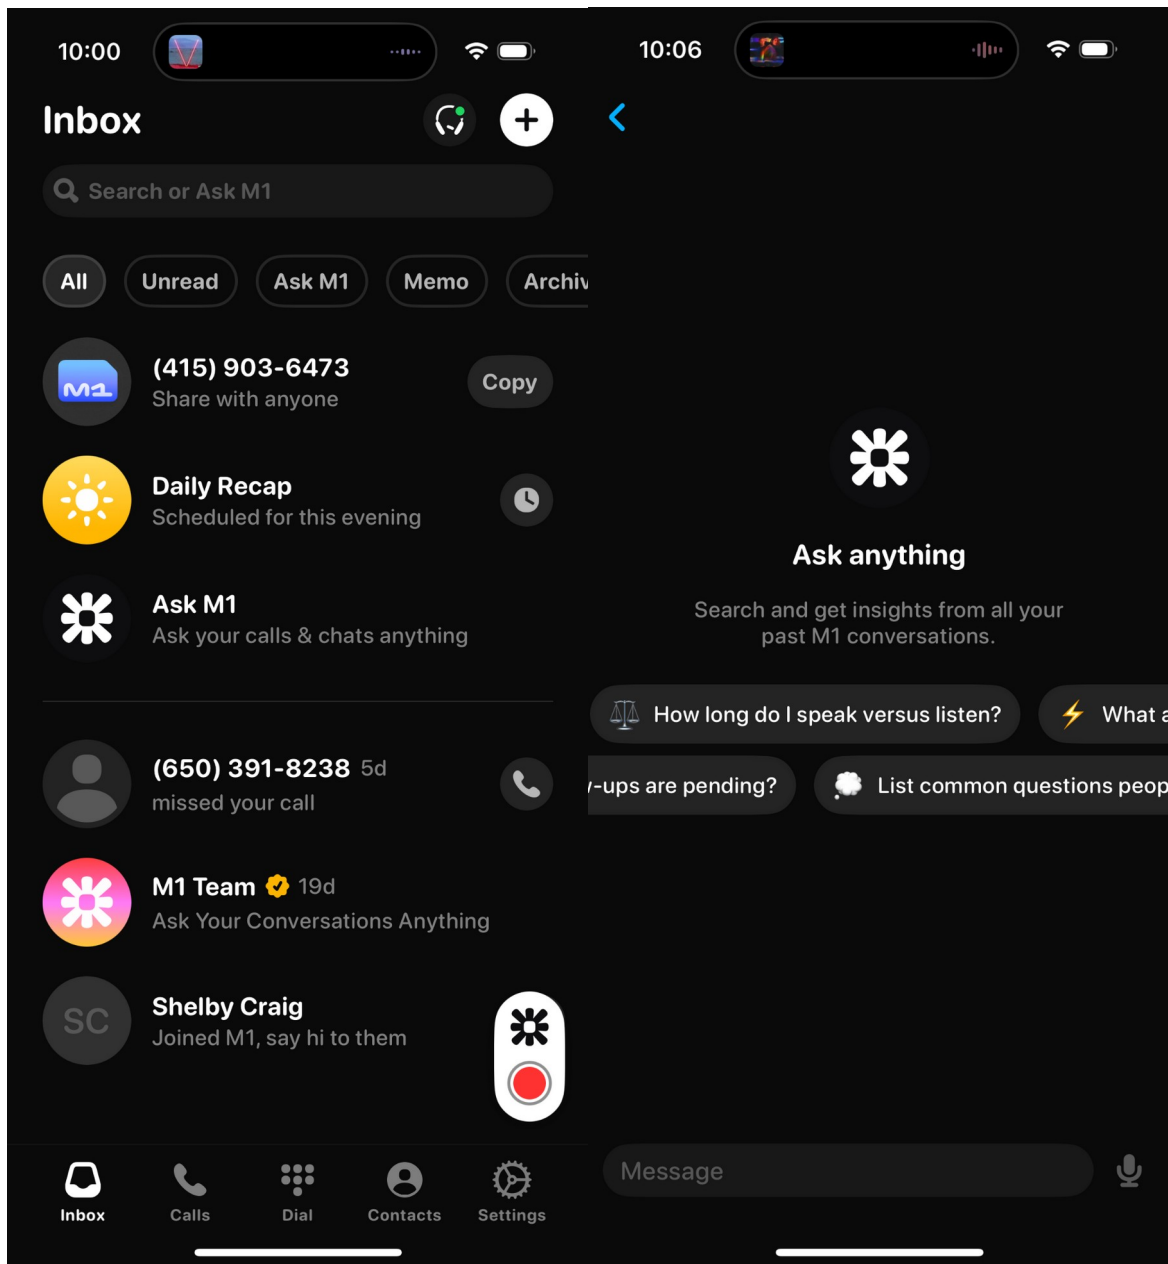 10:00
Inbox
Search or Ask M1
All
Unread
Ask M1
Memo
Archiv
M1
(415) 903-6473
Share with anyone
Copy
Daily Recap
Scheduled for this evening
Ask M1
Ask your calls & chats anything
(650) 391-8238 5d
missed your call
M1 Team 19d
Ask Your Conversations Anything
SC
Shelby Craig
Joined M1, say hi to them
Inbox
Calls
Dial
Contacts
Settings
10:06
Ask anything
Search and get insights from all your
past M1 conversations.
How long do I speak versus listen?
What a
-ups are pending?
List common questions peop
Message